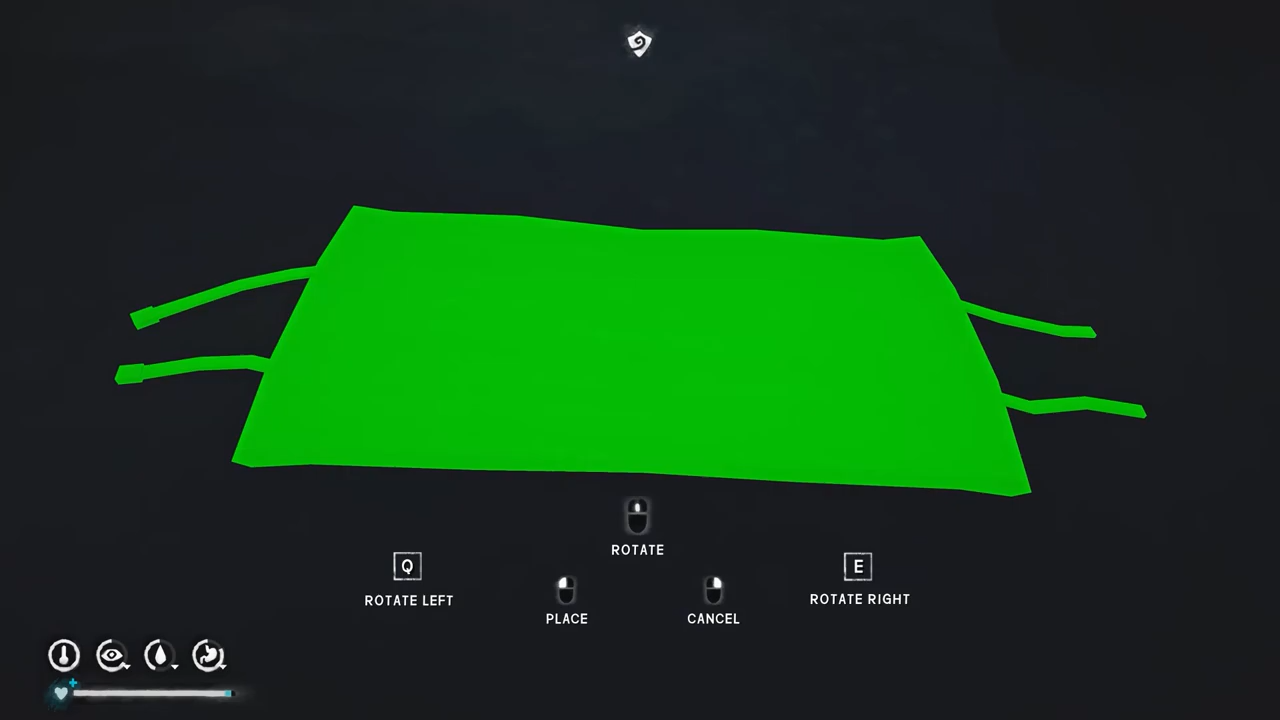 ROTATE
Q
E
ROTATE LEFT
PLACE
CANCEL
ROTATE RIGHT